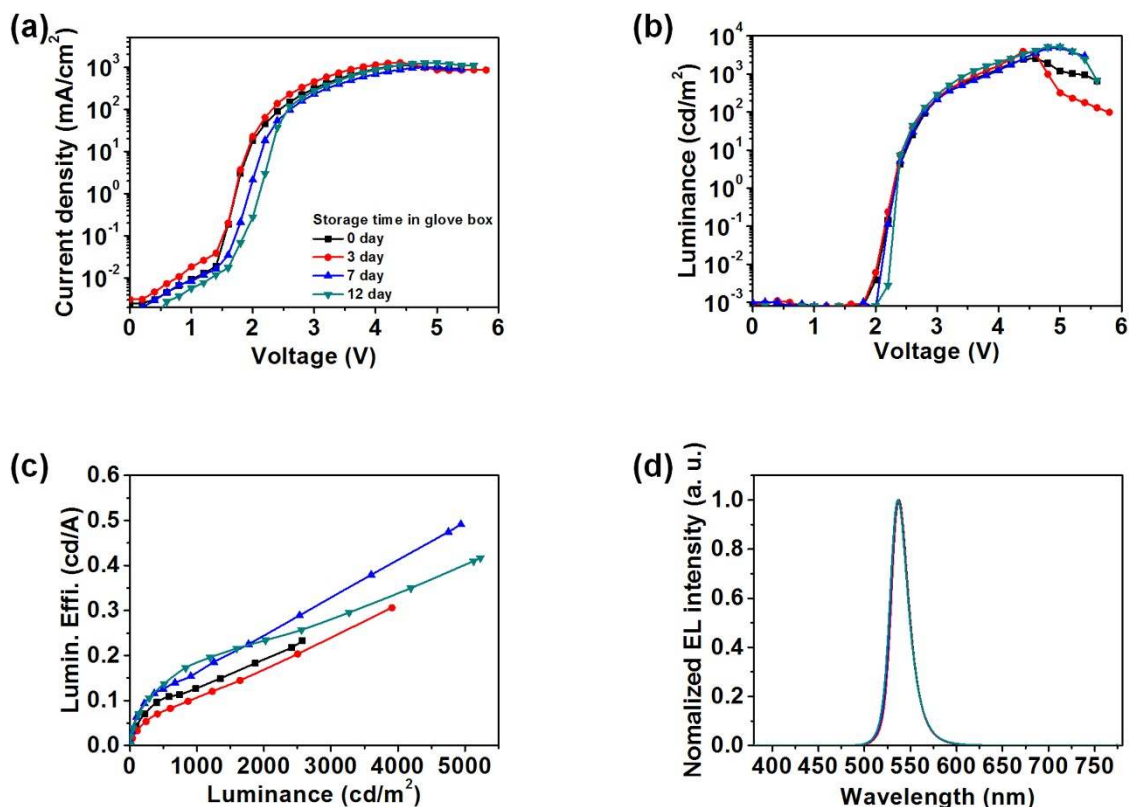 (a)
Current density (mA/cm²)
10³
10²
10¹
10⁰
10⁻¹
10⁻²
Storage time in glove box
0 day
3 day
7 day
12 day
0 1 2 3 4 5 6
Voltage (V)
(b)
Luminance (cd/m²)
10⁴
10³
10²
10¹
10⁰
10⁻¹
10⁻²
10⁻³
0 1 2 3 4 5 6
Voltage (V)
(c)
Lumin. Effi. (cd/A)
0.6
0.5
0.4
0.3
0.2
0.1
0.0
0 1000 2000 3000 4000 5000
Luminance (cd/m²)
(d)
Nomalized EL intensity (a. u.)
1.0
0.8
0.6
0.4
0.2
0.0
400 450 500 550 600 650 700 750
Wavelength (nm)